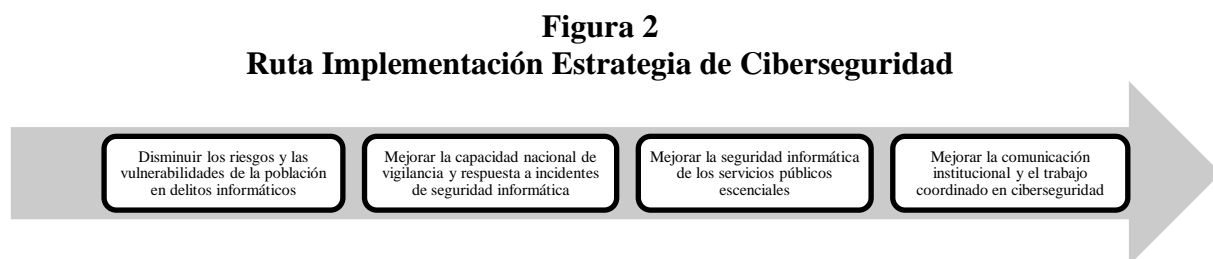 Figura 2
Ruta Implementación Estrategia de Ciberseguridad
Disminuir los riesgos y las
vulnerabilidades de la población
en delitos informáticos
Mejorar la capacidad nacional de
vigilancia y respuesta a incidentes
de seguridad informática
Mejorar la seguridad informática
de los servicios públicos
escenciales
Mejorar la comunicación
institucional y el trabajo
coordinado en ciberseguridad